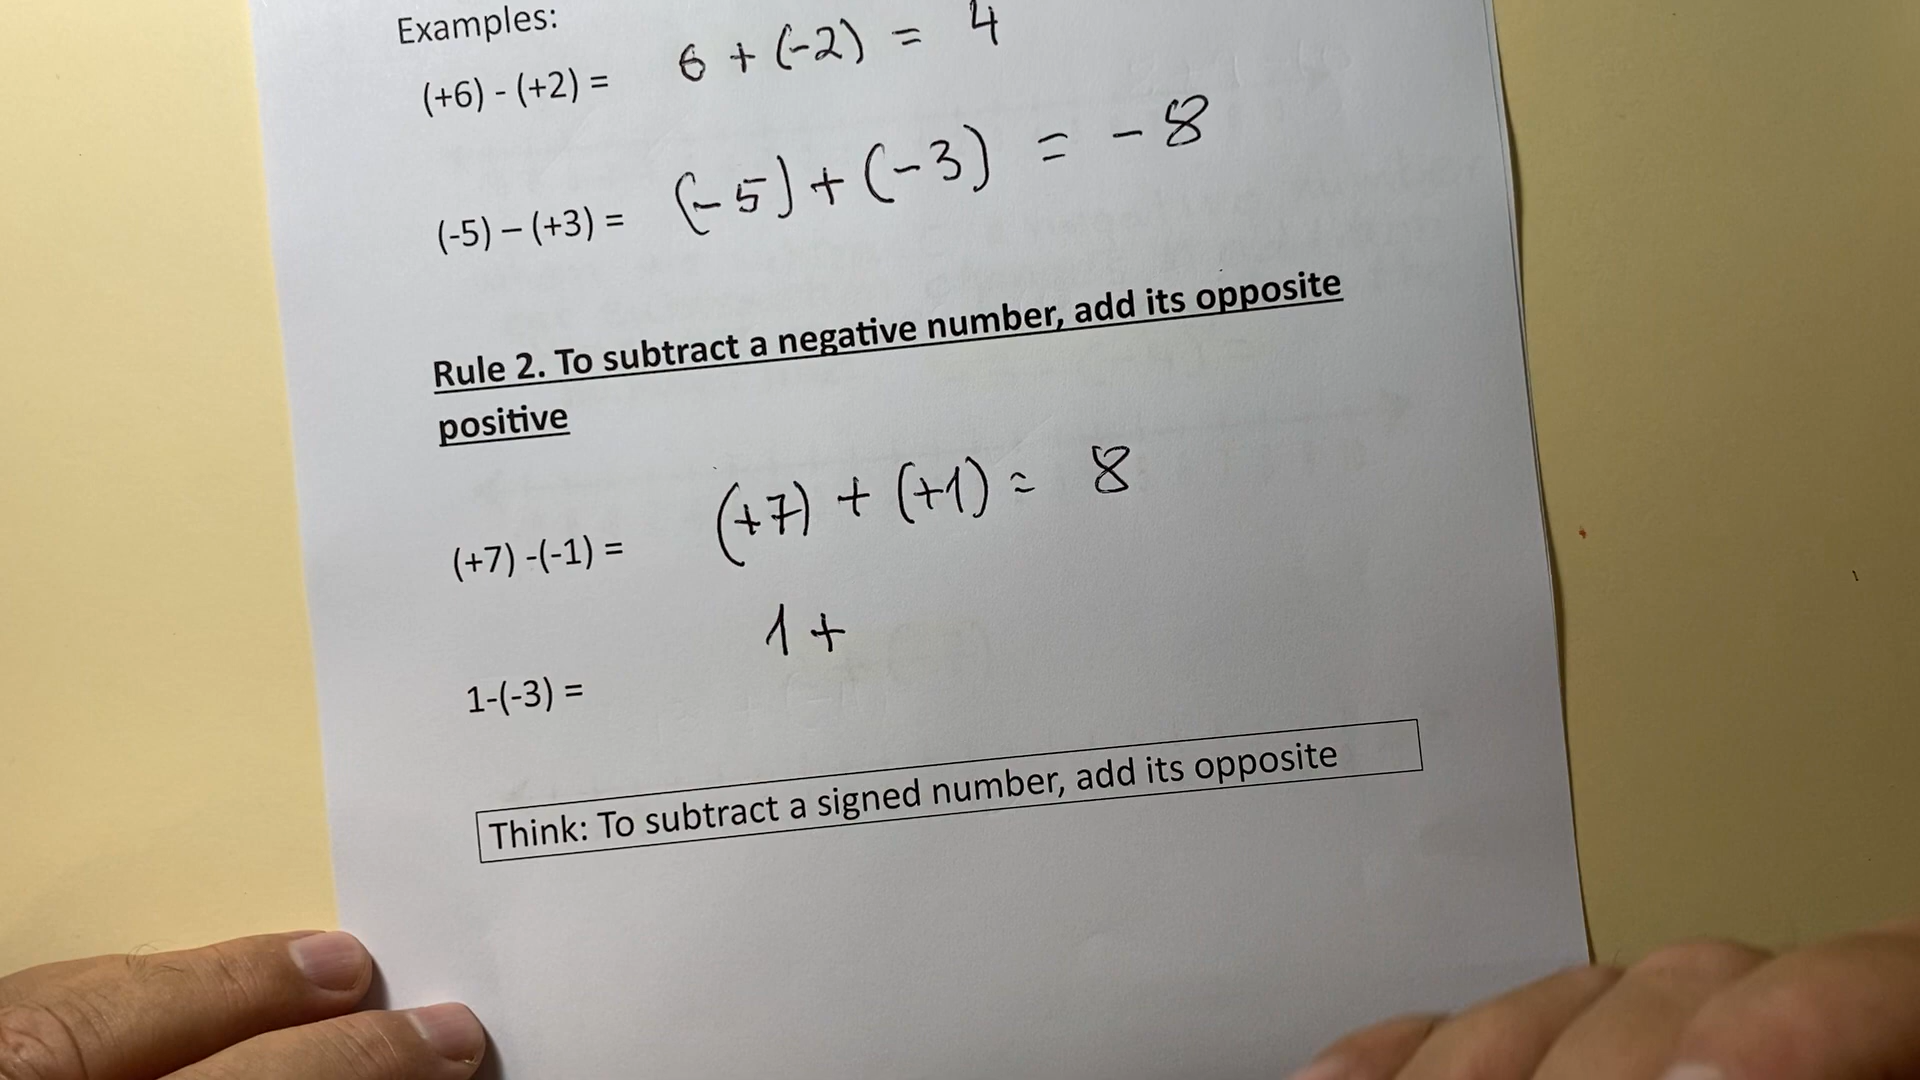 Examples:
(+6) - (+2) = 6 + (-2) = 4
(-5) – (+3) = (-5) + (-3) = -8
Rule 2. To subtract a negative number, add its opposite
positive
(+7) -(-1) = (+7) + (+1) = 8
1-(-3) = 1 +
Think: To subtract a signed number, add its opposite